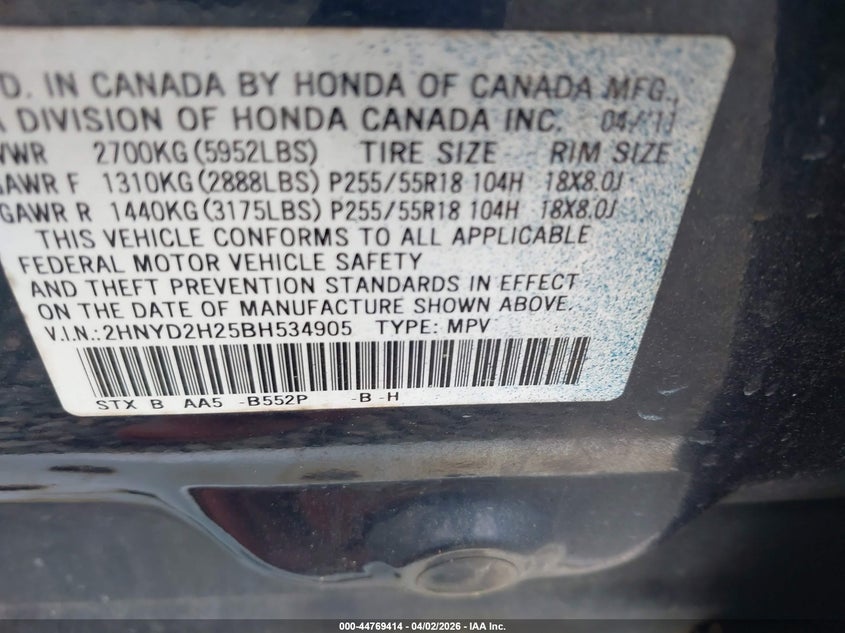 D. IN CANADA BY HONDA OF CANADA MFG.,
A DIVISION OF HONDA CANADA INC. 04/11
VWR 2700KG (5952LBS) TIRE SIZE RIM SIZE
GAWR F 1310KG (2888LBS) P255/55R18 104H 18X8.0J
GAWR R 1440KG (3175LBS) P255/55R18 104H 18X8.0J
THIS VEHICLE CONFORMS TO ALL APPLICABLE
FEDERAL MOTOR VEHICLE SAFETY
AND THEFT PREVENTION STANDARDS IN EFFECT
ON THE DATE OF MANUFACTURE SHOWN ABOVE.
V.I.N.: 2HNYD2H25BH534905 TYPE: MPV
STX B AA5 -B552P -B -H
000-44769414 - 04/02/2026 - IAA Inc.